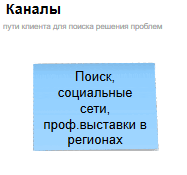 Каналы
пути клиента для поиска решения проблем
Поиск,
социальные
сети,
проф.выставки в
регионах